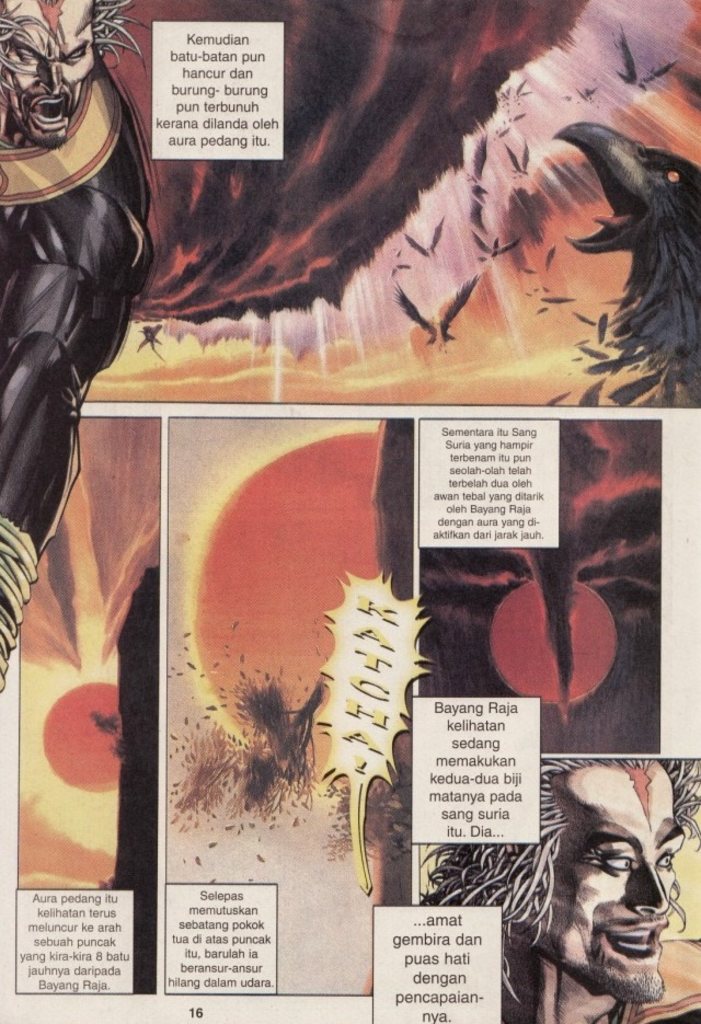 Kemudian
batu-batan pun
hancur dan
burung- burung
pun terbunuh
kerana dilanda oleh
aura pedang itu.
Aura pedang itu
kelihatan terus
meluncur ke arah
sebuah puncak
yang kira-kira 8 batu
jauhnya daripada
Bayang Raja.
Selepas
memutuskan
sebatang pokok
tua di atas puncak
itu, barulah ia
beransur-ansur
hilang dalam udara.
Sementara itu Sang
Suria yang hampir
terbenam itu pun
seolah-olah telah
terbelah dua oleh
awan tebal yang ditarik
oleh Bayang Raja
dengan aura yang di-
aktifkan dari jarak jauh.
Bayang Raja
kelihatan
sedang
memakukan
kedua-dua biji
matanya pada
sang suria
itu. Dia...
...amat
gembira dan
puas hati
dengan
pencapaian-
nya.
16